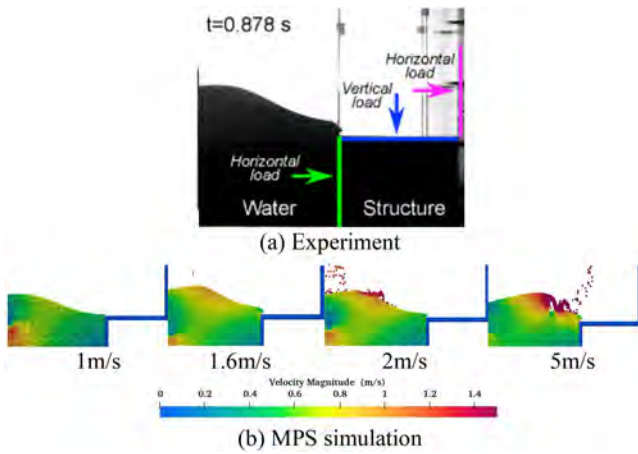 t=0.878 s
Horizontal
load
Vertical
load
Horizontal
load
Water
Structure
(a) Experiment
1m/s
1.6m/s
2m/s
5m/s
Velocity Magnitude (m/s)
0 0.2 0.4 0.6 0.8 1 1.2 1.4
(b) MPS simulation